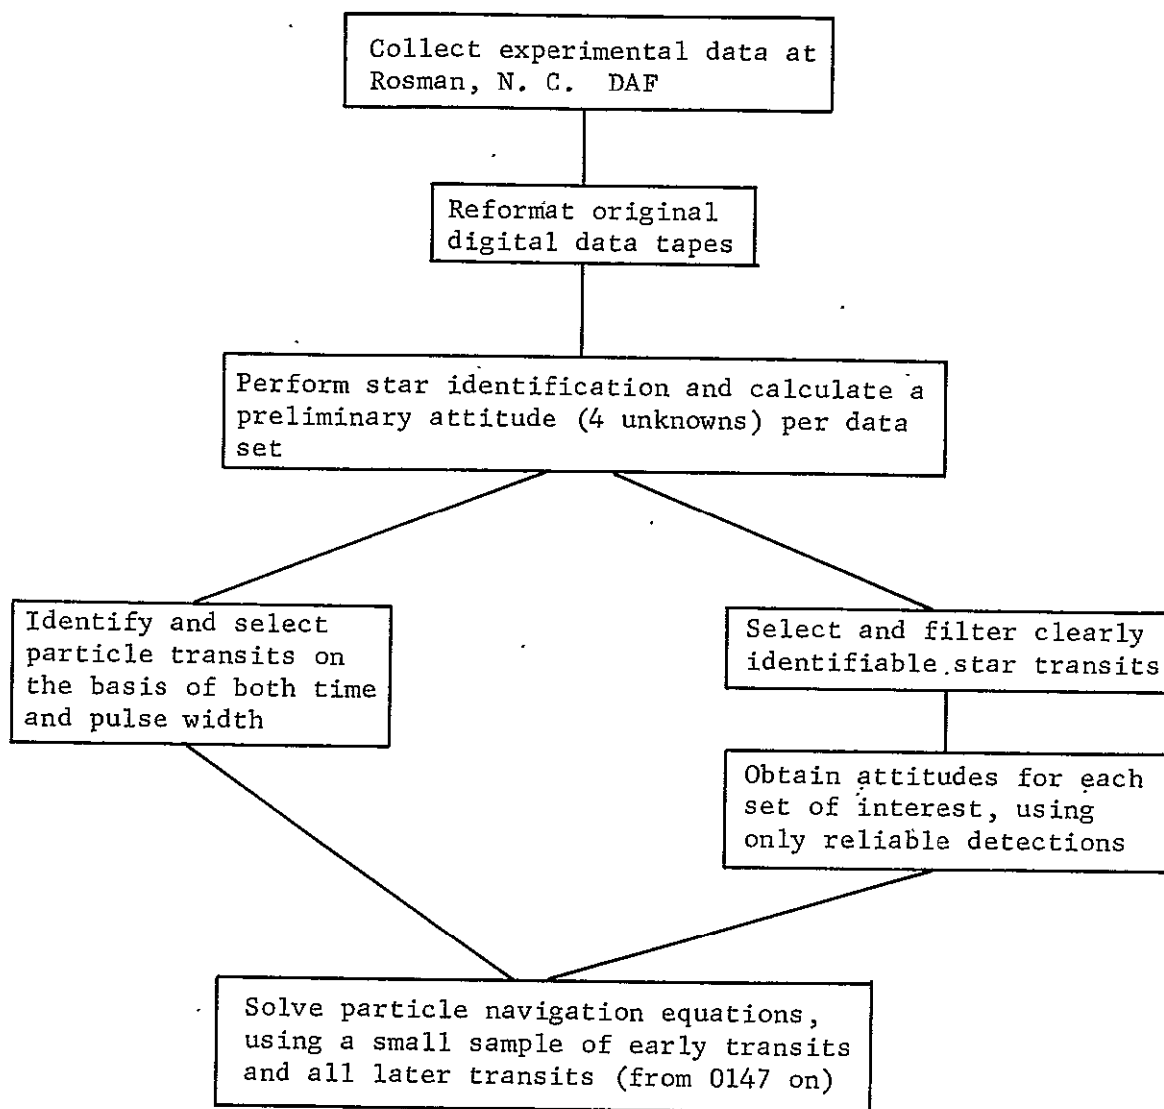 Collect experimental data at
Rosman, N. C. DAF
Reformat original
digital data tapes
Perform star identification and calculate a
preliminary attitude (4 unknowns) per data
set
Identify and select
particle transits on
the basis of both time
and pulse width
Select and filter clearly
identifiable star transits
Obtain attitudes for each
set of interest, using
only reliable detections
Solve particle navigation equations,
using a small sample of early transits
and all later transits (from 0147 on)